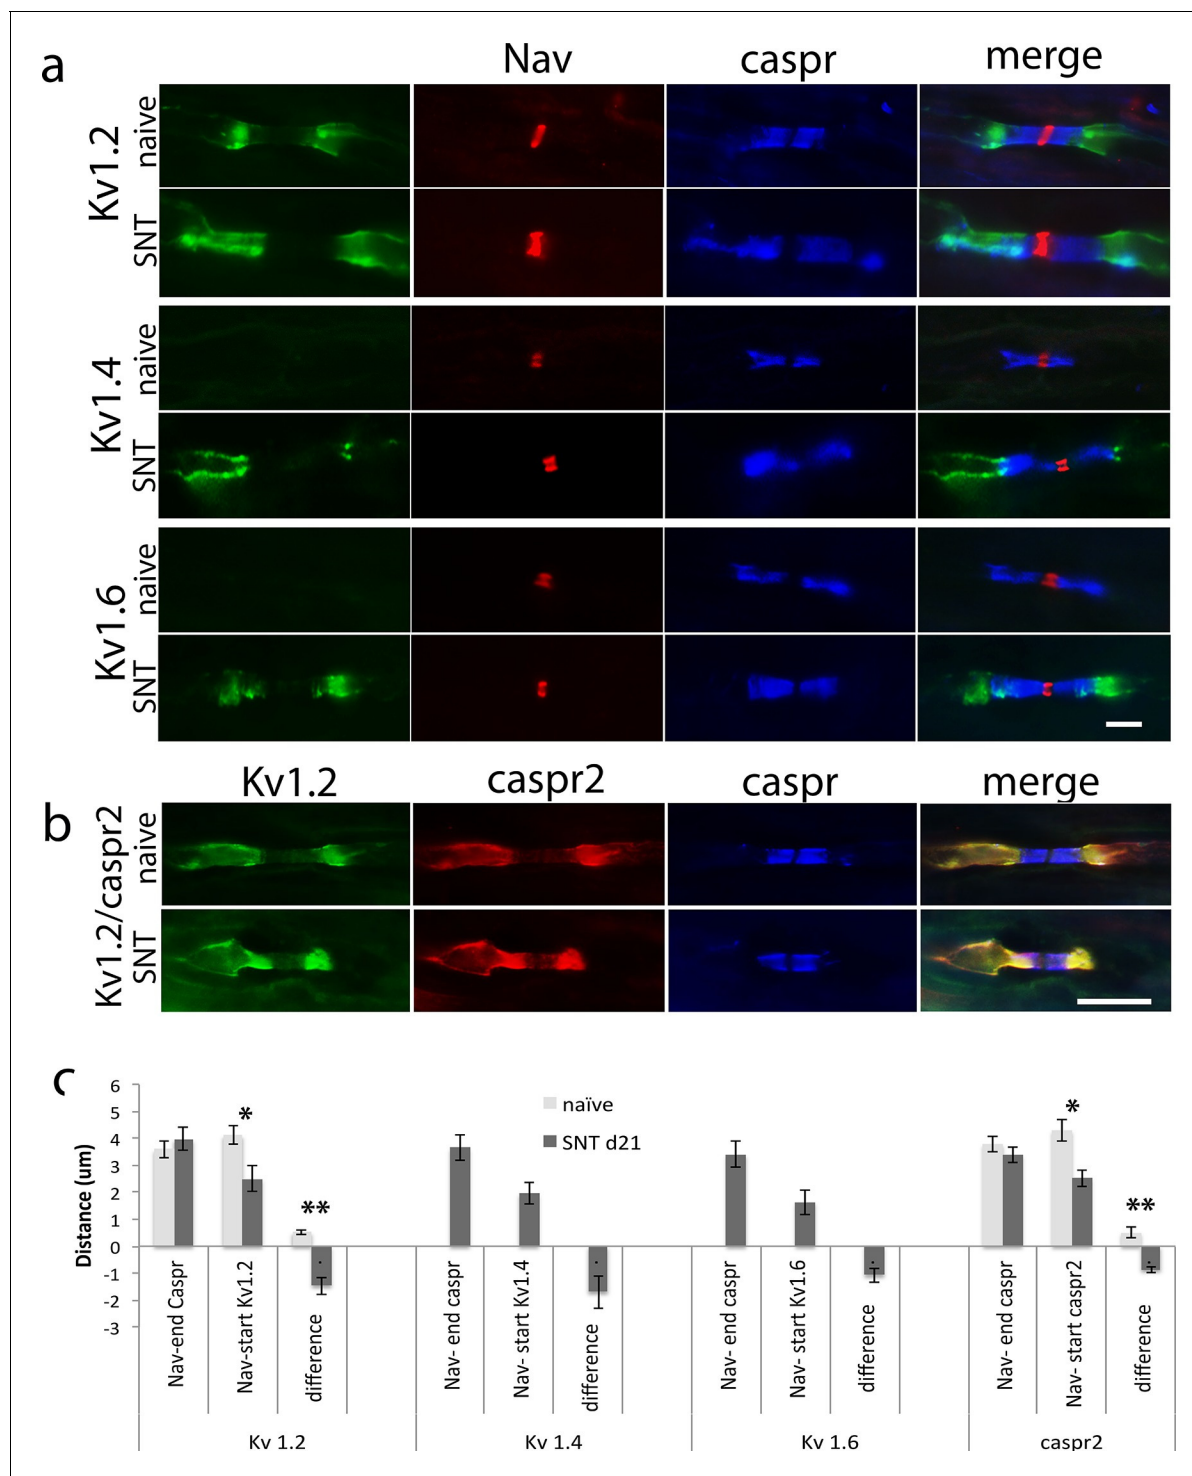 a
Nav caspr merge
Kv1.2
naive
SNT
Kv1.4
naive
SNT
Kv1.6
naive
SNT
Kv1.2 caspr2 caspr merge
b
Kv1.2/caspr2
naïve
SNT
c
naïve
SNT d21
Distance (um)
6
5
4
3
2
1
0
-1
-2
-3
* ** * **
Nav-end Caspr
Nav-start Kv1.2
difference
Nav- end caspr
Nav- start Kv1.4
difference
Nav- end caspr
Nav- start Kv1.6
difference
Nav- end caspr
Nav- start caspr2
difference
Kv 1.2 Kv 1.4 Kv 1.6 caspr2